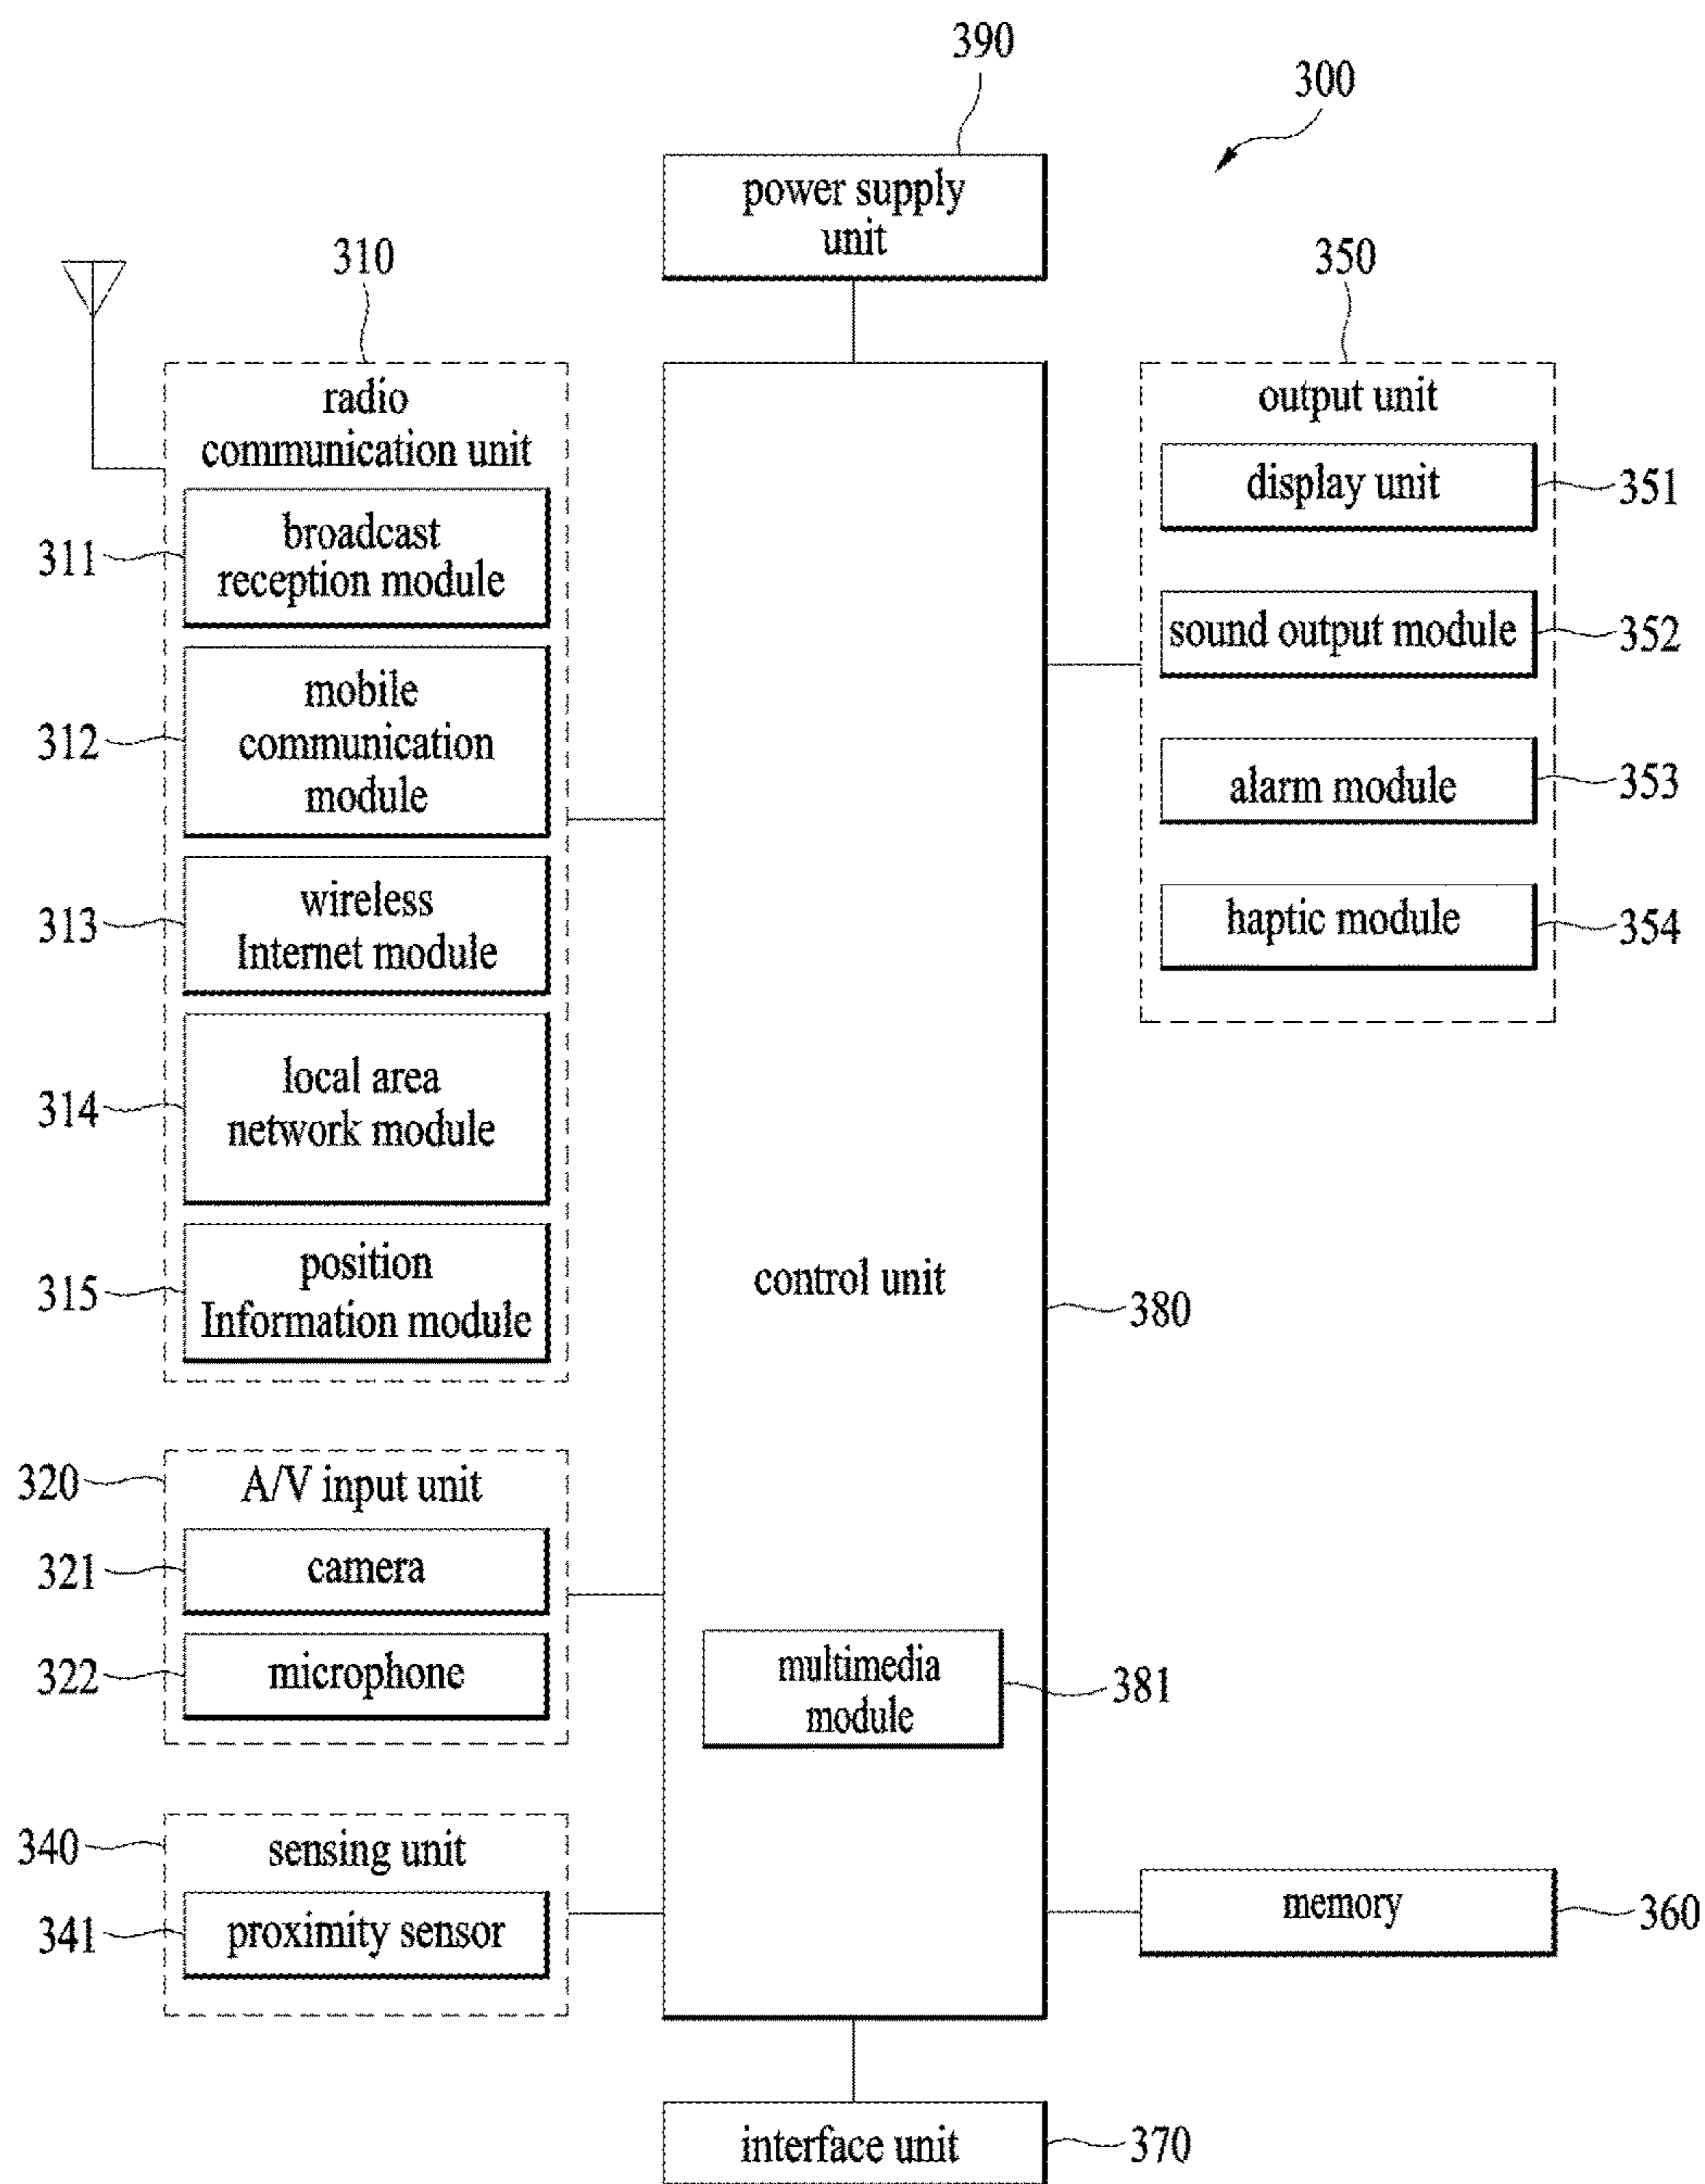 390
300
power supply
unit
310
350
radio
communication unit
311
broadcast
reception module
312
mobile
communication
module
313
wireless
Internet module
314
local area
network module
315
position
Information module
320
A/V input unit
321
camera
322
microphone
340
sensing unit
341
proximity sensor
control unit
380
multimedia
module
381
output unit
display unit
351
sound output module
352
alarm module
353
haptic module
354
memory
360
interface unit
370